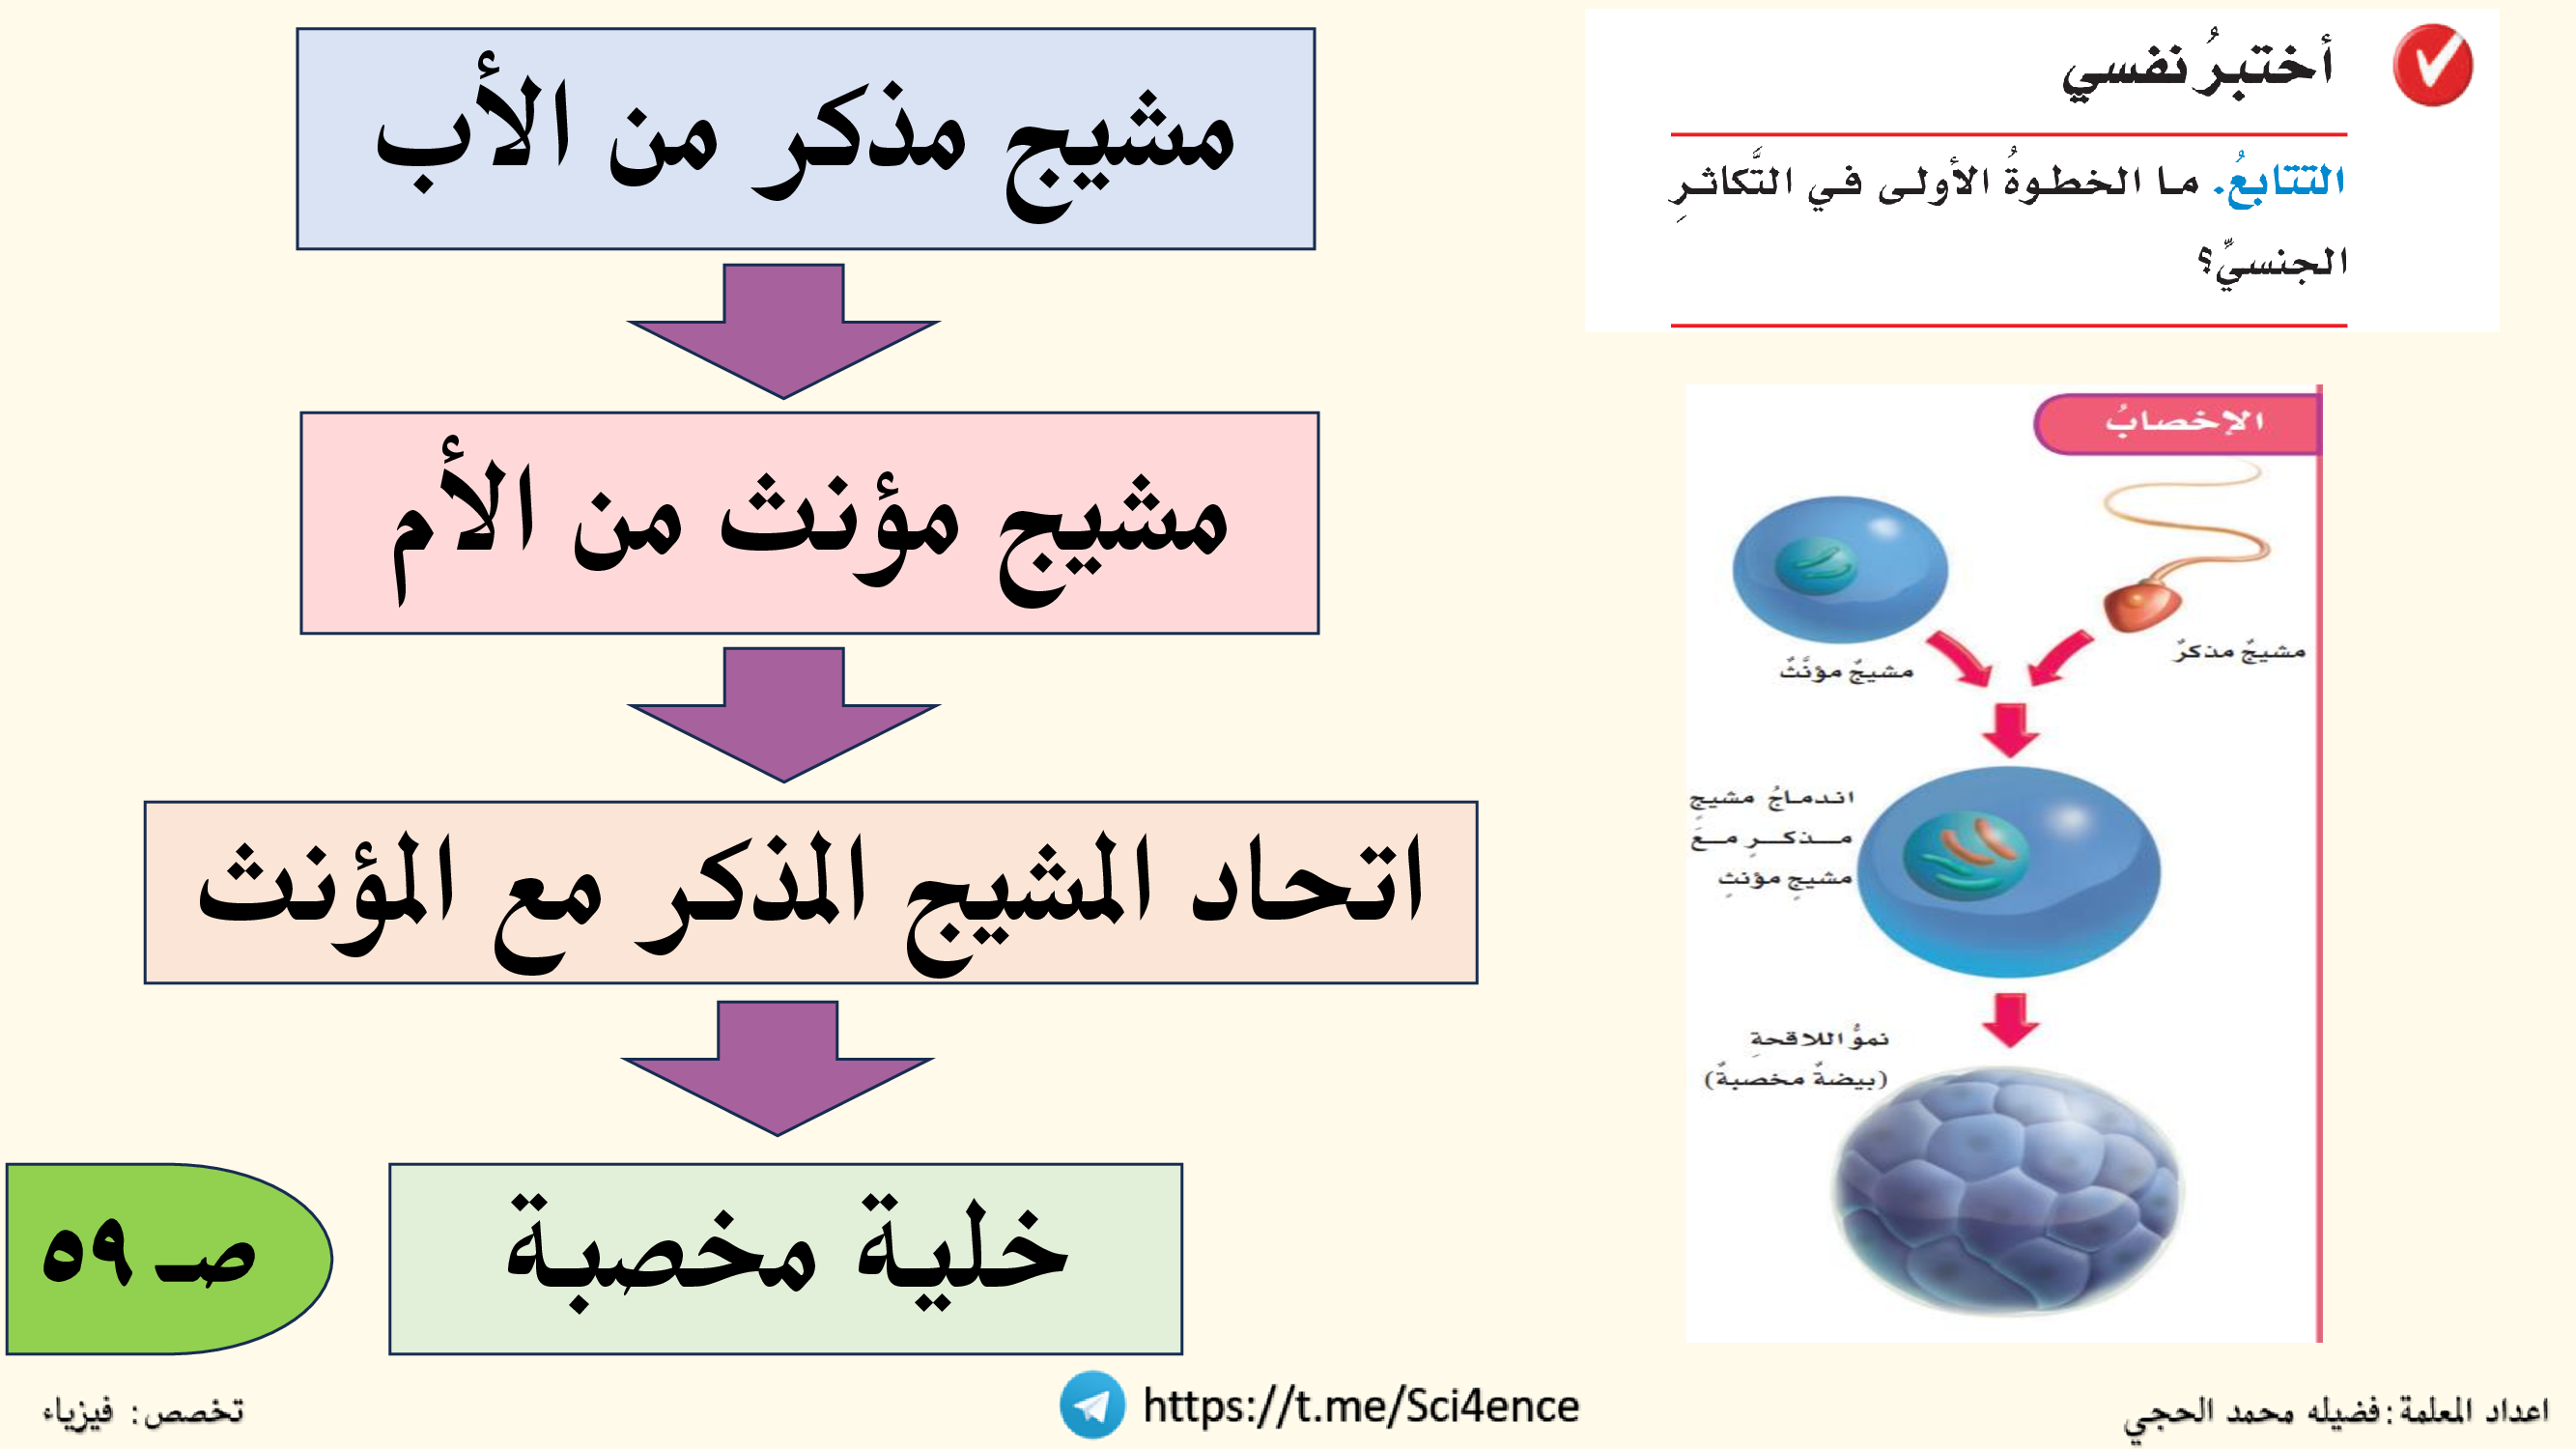 أختبرُ نفسي
التتابعُ. ما الخطوةُ الأولى في التَّكاثرِ
الجنسيِّ؟
مشيج مذكر من الأب
مشيج مؤنث من الأم
اتحاد المشيج المذكر مع المؤنث
خلية مخصبة
صـ ٥٩
الإخصابُ
مشيجٌ مذكرٌ
مشيجٌ مؤنَّثٌ
اندماجُ مشيجٍ
مذكرٍ معَ
مشيجٍ مؤنثٍ
نموُّ اللاقحةِ
(بيضةٌ مخصبةٌ)
اعداد المعلمة: فضيله محمد الحجي
https://t.me/Sci4ence
تخصص: فيزياء